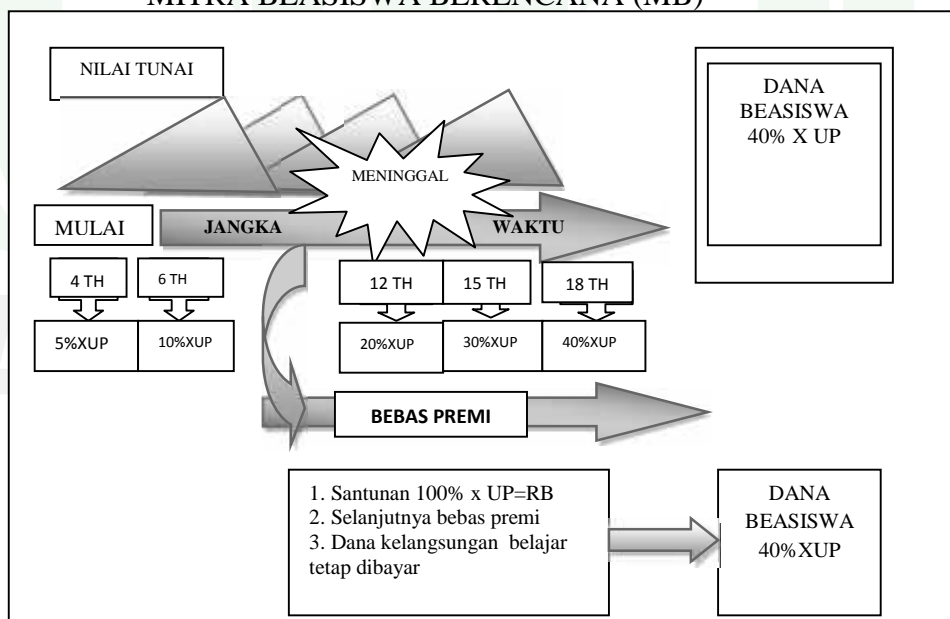 MITRA BEASISWA BERENCANA (MB)
NILAI TUNAI
DANA
BEASISWA
40% X UP
MENINGGAL
MULAI
JANGKA
WAKTU
4 TH
6 TH
12 TH
15 TH
18 TH
5%XUP
10%XUP
20%XUP
30%XUP
40%XUP
BEBAS PREMI
1. Santunan 100% x UP=RB
2. Selanjutnya bebas premi
3. Dana kelangsungan belajar
tetap dibayar
DANA
BEASISWA
40%XUP